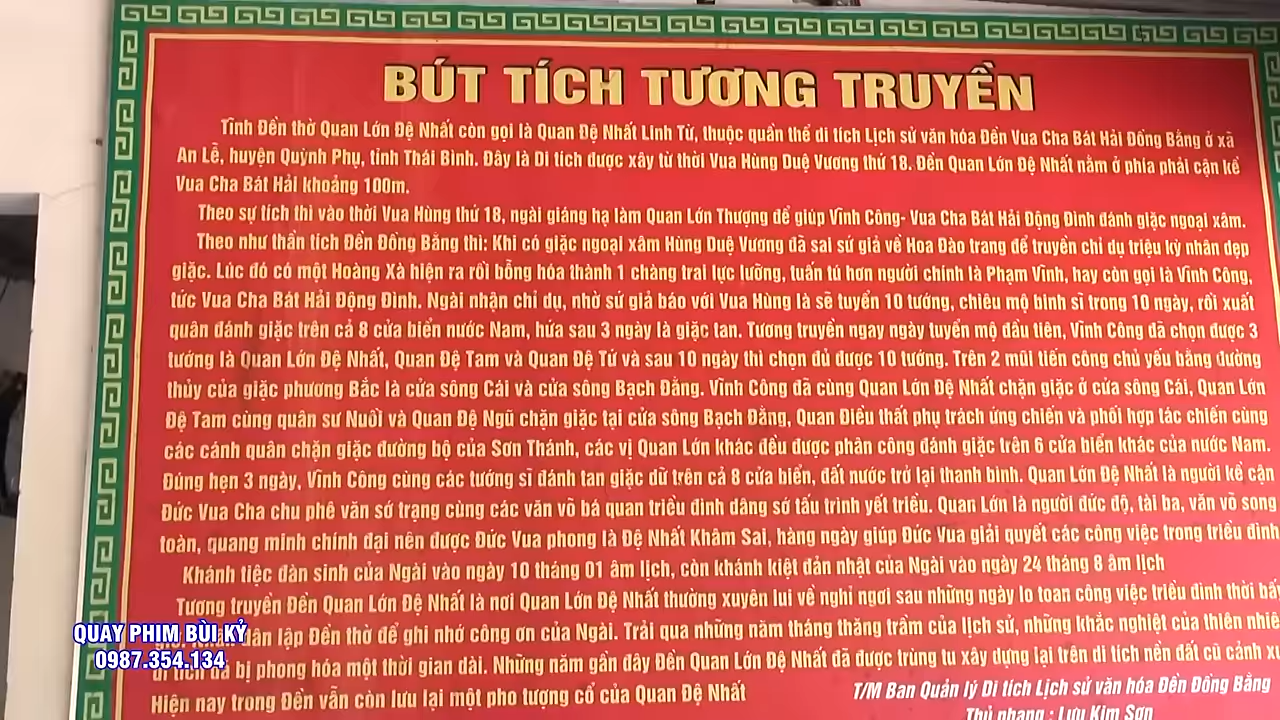 BÚT TÍCH TƯƠNG TRUYỀN
Tĩnh Đền thờ Quan Lớn Đệ Nhất còn gọi là Quan Đệ Nhất Linh Từ, thuộc quần thể di tích Lịch sử văn hóa Đền Vua Cha Bát Hải Đồng Bằng ở xã
An Lễ, huyện Quỳnh Phụ, tỉnh Thái Bình. Đây là Di tích được xây từ thời Vua Hùng Duệ Vương thứ 18. Đền Quan Lớn Đệ Nhất nằm ở phía phải cận kề
Vua Cha Bát Hải khoảng 100m.
Theo sự tích thì vào thời Vua Hùng thứ 18, ngài giáng hạ làm Quan Lớn Thượng để giúp Vĩnh Công- Vua Cha Bát Hải Động Đình đánh giặc ngoại xâm.
Theo như thần tích Đền Đồng Bằng thì: Khi có giặc ngoại xâm Hùng Duệ Vương đã sai sứ giả về Hoa Đào trang để truyền chỉ dụ triệu kỳ nhân dẹp
giặc. Lúc đó có một Hoàng Xà hiện ra rồi bỗng hóa thành 1 chàng trai lực lưỡng, tuấn tú hơn người chính là Phạm Vĩnh, hay còn gọi là Vĩnh Công,
tức Vua Cha Bát Hải Động Đình. Ngài nhận chỉ dụ, nhờ sứ giả báo với Vua Hùng là sẽ tuyển 10 tướng, chiêu mộ binh sĩ trong 10 ngày, rồi xuất
quân đánh giặc trên cả 8 cửa biển nước Nam, hứa sau 3 ngày là giặc tan. Tương truyền ngay ngày tuyển mộ đầu tiên, Vĩnh Công đã chọn được 3
tướng là Quan Lớn Đệ Nhất, Quan Đệ Tam và Quan Đệ Tứ và sau 10 ngày thì chọn đủ được 10 tướng. Trên 2 mũi tiến công chủ yếu bằng đường
thủy của giặc phương Bắc là cửa sông Cái và cửa sông Bạch Đằng. Vĩnh Công đã cùng Quan Lớn Đệ Nhất chặn giặc ở cửa sông Cái, Quan Lớn
Đệ Tam cùng quân sư Nuôi và Quan Đệ Ngũ chặn giặc tại cửa sông Bạch Đằng, Quan Điều thất phụ trách ứng chiến và phối hợp tác chiến cùng
các cánh quân chặn giặc đường bộ của Sơn Thánh, các vị Quan Lớn khác đều được phân công đánh giặc trên 6 cửa biển khác của nước Nam.
Đúng hẹn 3 ngày, Vĩnh Công cùng các tướng sĩ đánh tan giặc dữ trên cả 8 cửa biển, đất nước trở lại thanh bình. Quan Lớn Đệ Nhất là người kề cận
Đức Vua Cha chu phê văn sớ trạng cùng các văn võ bá quan triều đình dâng sớ tấu trình yết triều. Quan Lớn là người đức độ, tài ba, văn võ song
toàn, quang minh chính đại nên được Đức Vua phong là Đệ Nhất Khâm Sai, hàng ngày giúp Đức Vua giải quyết các công việc trong triều đình
Khánh tiệc đàn sinh của Ngài vào ngày 10 tháng 01 âm lịch, còn khánh kiệt đản nhật của Ngài vào ngày 24 tháng 8 âm lịch
Tương truyền Đền Quan Lớn Đệ Nhất là nơi Quan Lớn Đệ Nhất thường xuyên lui về nghỉ ngơi sau những ngày lo toan công việc triều đình thời bấ
lập Đền thờ để ghi nhớ công ơn của Ngài. Trải qua những năm tháng thăng trầm của lịch sử, những khắc nghiệt của thiên nhiê
di tích đã bị phong hóa một thời gian dài. Những năm gần đây Đền Quan Lớn Đệ Nhất đã được trùng tu xây dựng lại trên di tích nền đất cũ cảnh xư
Hiện nay trong Đền vẫn còn lưu lại một pho tượng cổ của Quan Đệ Nhất
T/M Ban Quản lý Di tích Lịch sử văn hóa Đền Đồng Bằng
Thủ nhang : Lưu Kim Sơn
QUAY PHIM BÙI KỶ
0987.354.134